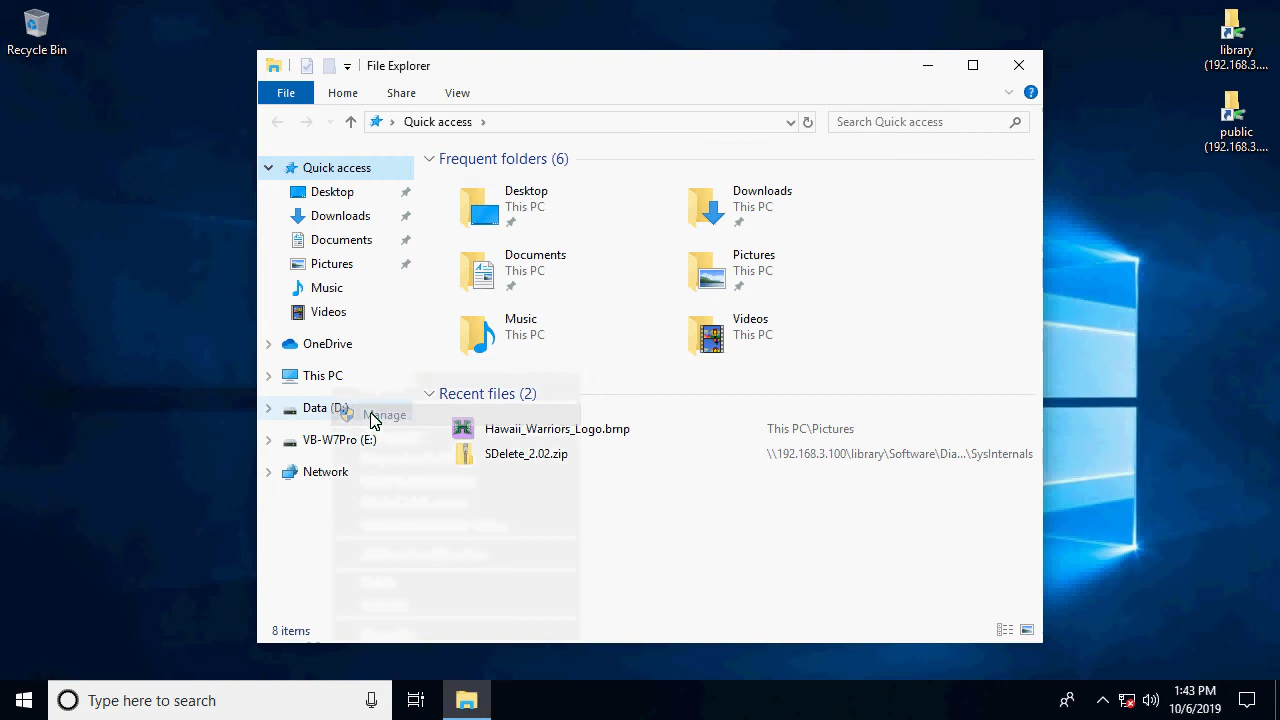 Recycle Bin
library
(192.168.3....
public
(192.168.3....
File Explorer
File
Home
Share
View
Quick access
Search Quick access
Quick access
Desktop
Downloads
Documents
Pictures
Music
Videos
OneDrive
This PC
Data (D:)
VB-W7Pro (E:)
Network
Frequent folders (6)
Desktop
This PC
Downloads
This PC
Documents
This PC
Pictures
This PC
Music
This PC
Videos
This PC
Recent files (2)
Manage
Hawaii_Warriors_Logo.bmp
This PC\Pictures
SDelete_2.02.zip
\\192.168.3.100\library\Software\Dia...\SysInternals
8 items
Type here to search
1:43 PM
10/6/2019